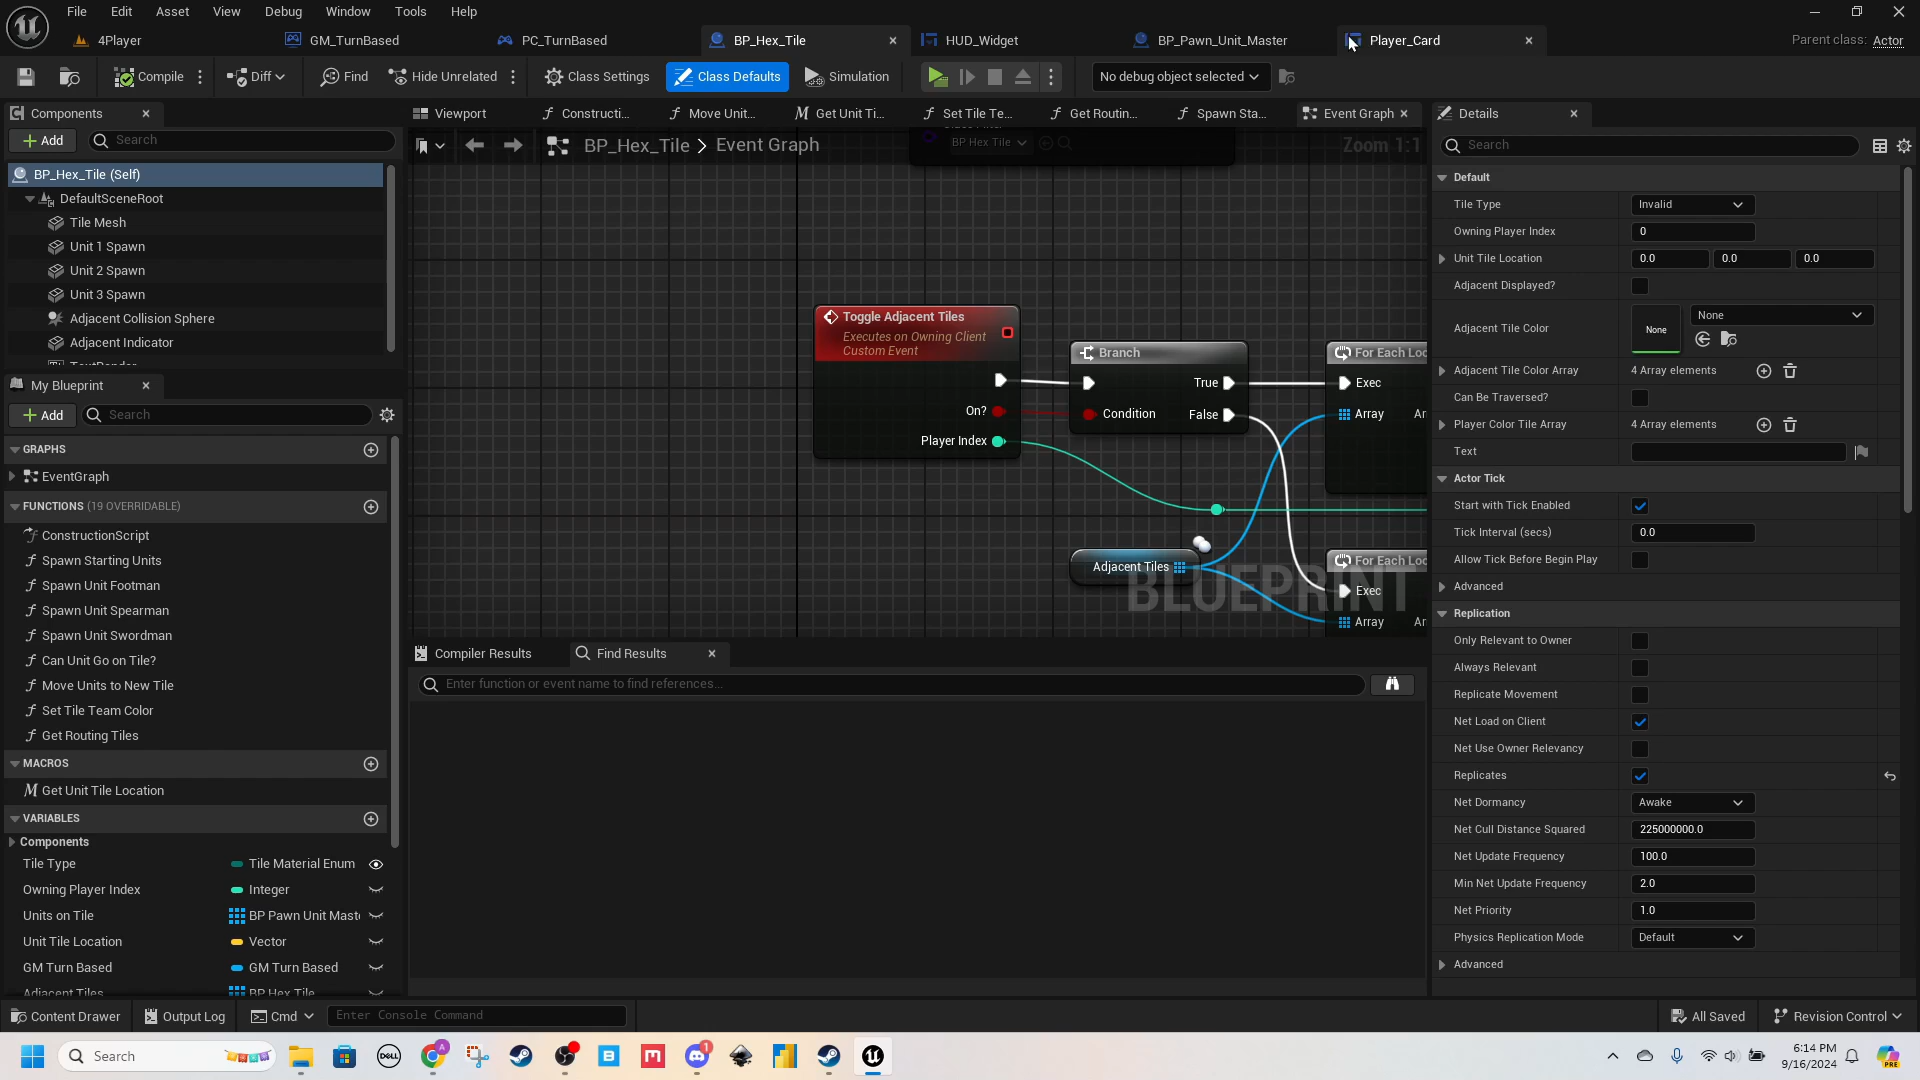 File Edit Asset View Debug Window Tools Help
4Player GM_TurnBased PC_TurnBased BP_Hex_Tile HUD_Widget BP_Pawn_Unit_Master Player_Card Parent class: Actor
Compile Diff Find Hide Unrelated Class Settings Class Defaults Simulation No debug object selected
Components
Add Search
BP_Hex_Tile (Self)
DefaultSceneRoot
Tile Mesh
Unit 1 Spawn
Unit 2 Spawn
Unit 3 Spawn
Adjacent Collision Sphere
Adjacent Indicator
My Blueprint
Add Search
GRAPHS
EventGraph
FUNCTIONS (19 OVERRIDABLE)
ConstructionScript
Spawn Starting Units
Spawn Unit Footman
Spawn Unit Spearman
Spawn Unit Swordman
Can Unit Go on Tile?
Move Units to New Tile
Set Tile Team Color
Get Routing Tiles
MACROS
Get Unit Tile Location
VARIABLES
Components
Tile Type Tile Material Enum
Owning Player Index Integer
Units on Tile BP Pawn Unit Mast
Unit Tile Location Vector
GM Turn Based GM Turn Based
Adjacent Tiles BP Hex Tile
Viewport Constructi... Move Unit... Get Unit Ti... Set Tile Te... Get Routin... Spawn Sta... Event Graph
BP_Hex_Tile > Event Graph Zoom 1:1
BP Hex Tile
Toggle Adjacent Tiles
Executes on Owning Client
Custom Event
On?
Player Index
Branch
True
Condition False
For Each Loo
Exec
Array Ar
Adjacent Tiles
For Each Loo
Exec
Array Ar
BLUEPRINT
Compiler Results Find Results
Enter function or event name to find references...
Details
Search
Default
Tile Type Invalid
Owning Player Index 0
Unit Tile Location 0.0 0.0 0.0
Adjacent Displayed?
Adjacent Tile Color None None
Adjacent Tile Color Array 4 Array elements
Can Be Traversed?
Player Color Tile Array 4 Array elements
Text
Actor Tick
Start with Tick Enabled
Tick Interval (secs) 0.0
Allow Tick Before Begin Play
Advanced
Replication
Only Relevant to Owner
Always Relevant
Replicate Movement
Net Load on Client
Net Use Owner Relevancy
Replicates
Net Dormancy Awake
Net Cull Distance Squared 225000000.0
Net Update Frequency 100.0
Min Net Update Frequency 2.0
Net Priority 1.0
Physics Replication Mode Default
Advanced
Content Drawer Output Log Cmd Enter Console Command All Saved Revision Control
Search DELL A 1 6:14 PM
9/16/2024 PRE